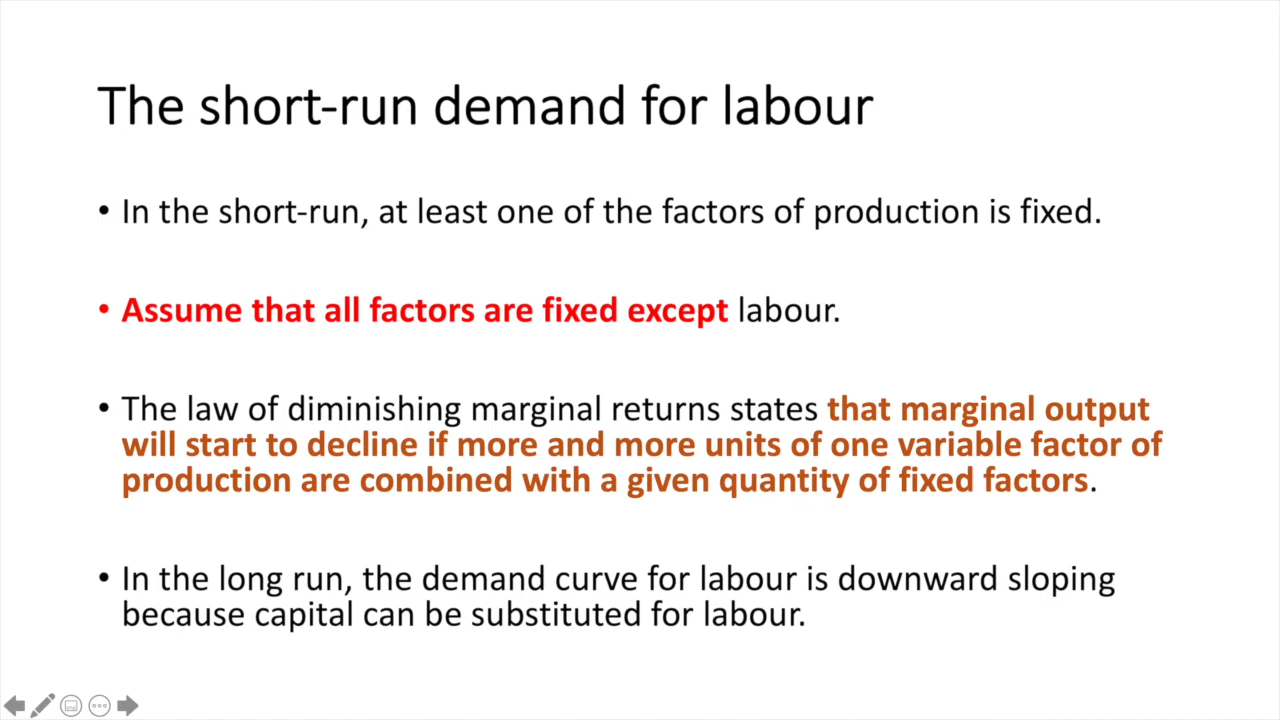 The short-run demand for labour
• In the short-run, at least one of the factors of production is fixed.
• Assume that all factors are fixed except labour.
• The law of diminishing marginal returns states that marginal output
will start to decline if more and more units of one variable factor of
production are combined with a given quantity of fixed factors.
• In the long run, the demand curve for labour is downward sloping
because capital can be substituted for labour.